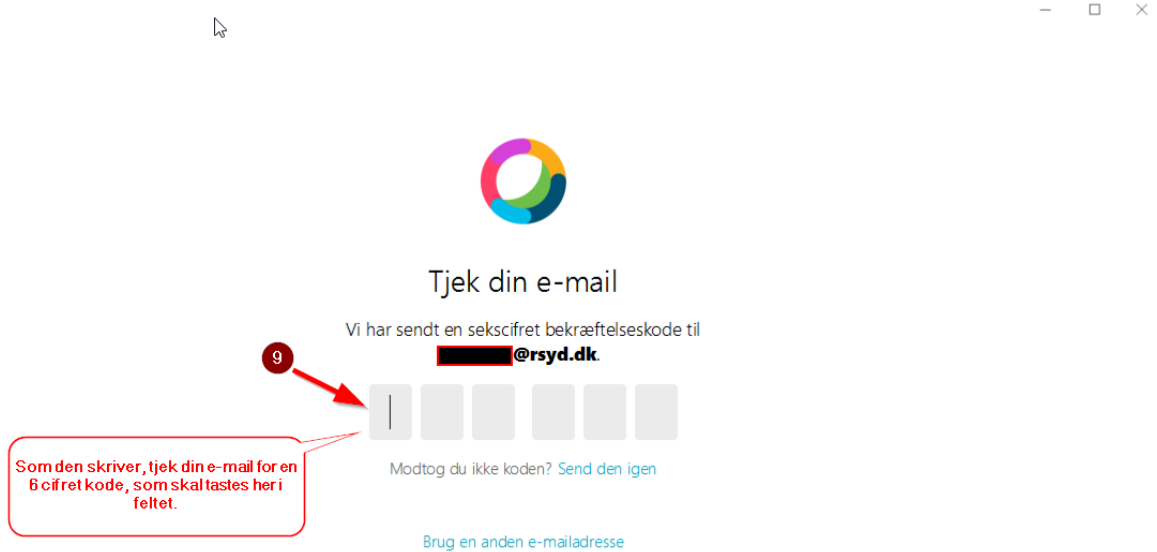 Tjek din e-mail
Vi har sendt en sekscifret bekræftelseskode til
@rsyd.dk.
9
Som den skriver, tjek din e-mail for en
6 cifret kode, som skal tastes her i
feltet.
Modtog du ikke koden? Send den igen
Brug en anden e-mailadresse